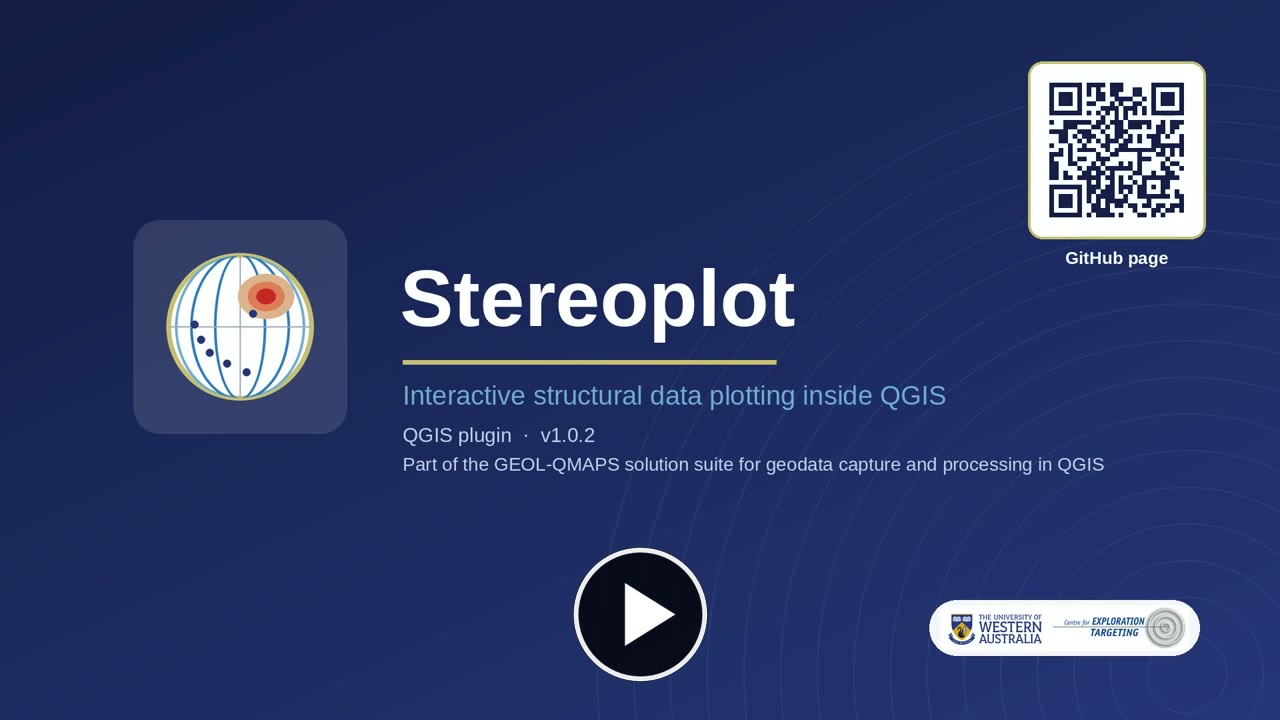 GitHub page
Stereoplot
Interactive structural data plotting inside QGIS
QGIS plugin · v1.0.2
Part of the GEOL-QMAPS solution suite for geodata capture and processing in QGIS
THE UNIVERSITY OF
WESTERN
AUSTRALIA
Centre for EXPLORATION
TARGETING